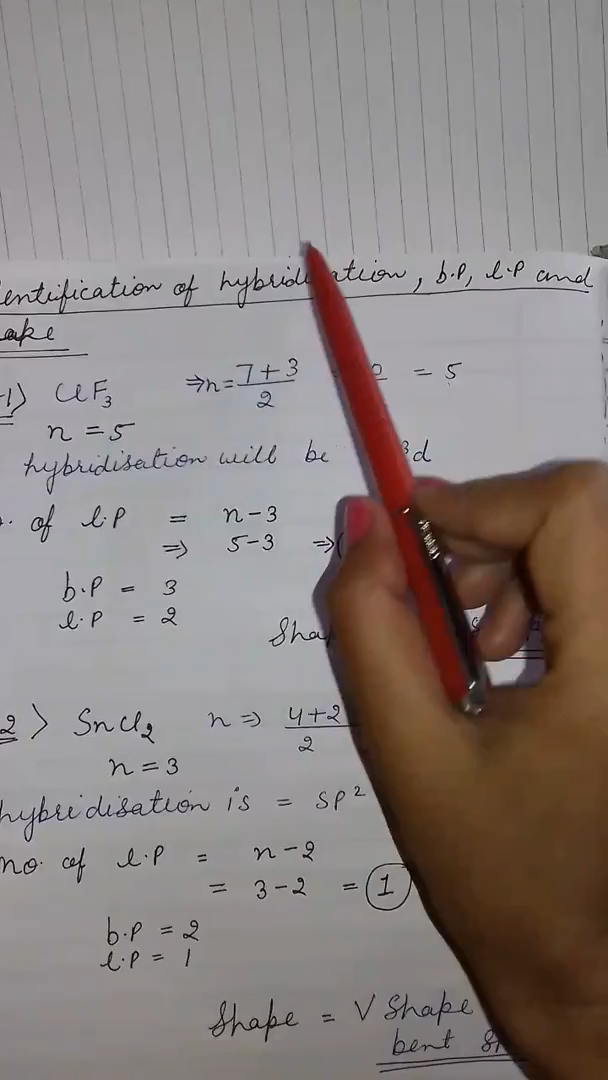 entification of hybridisation, b.P, l.P and
ape
1) ClF3 ⇒ n = 7+3/2 = 5
n = 5
hybridisation will be 3d
of l.P = n-3
⇒ 5-3 ⇒
b.P = 3
l.P = 2
Sha
2> SnCl2 n ⇒ 4+2/2
n = 3
hybridisation is = SP²
no. of l.P = n-2
= 3-2 = 1
b.P = 2
l.P = 1
Shape = V Shape
bent